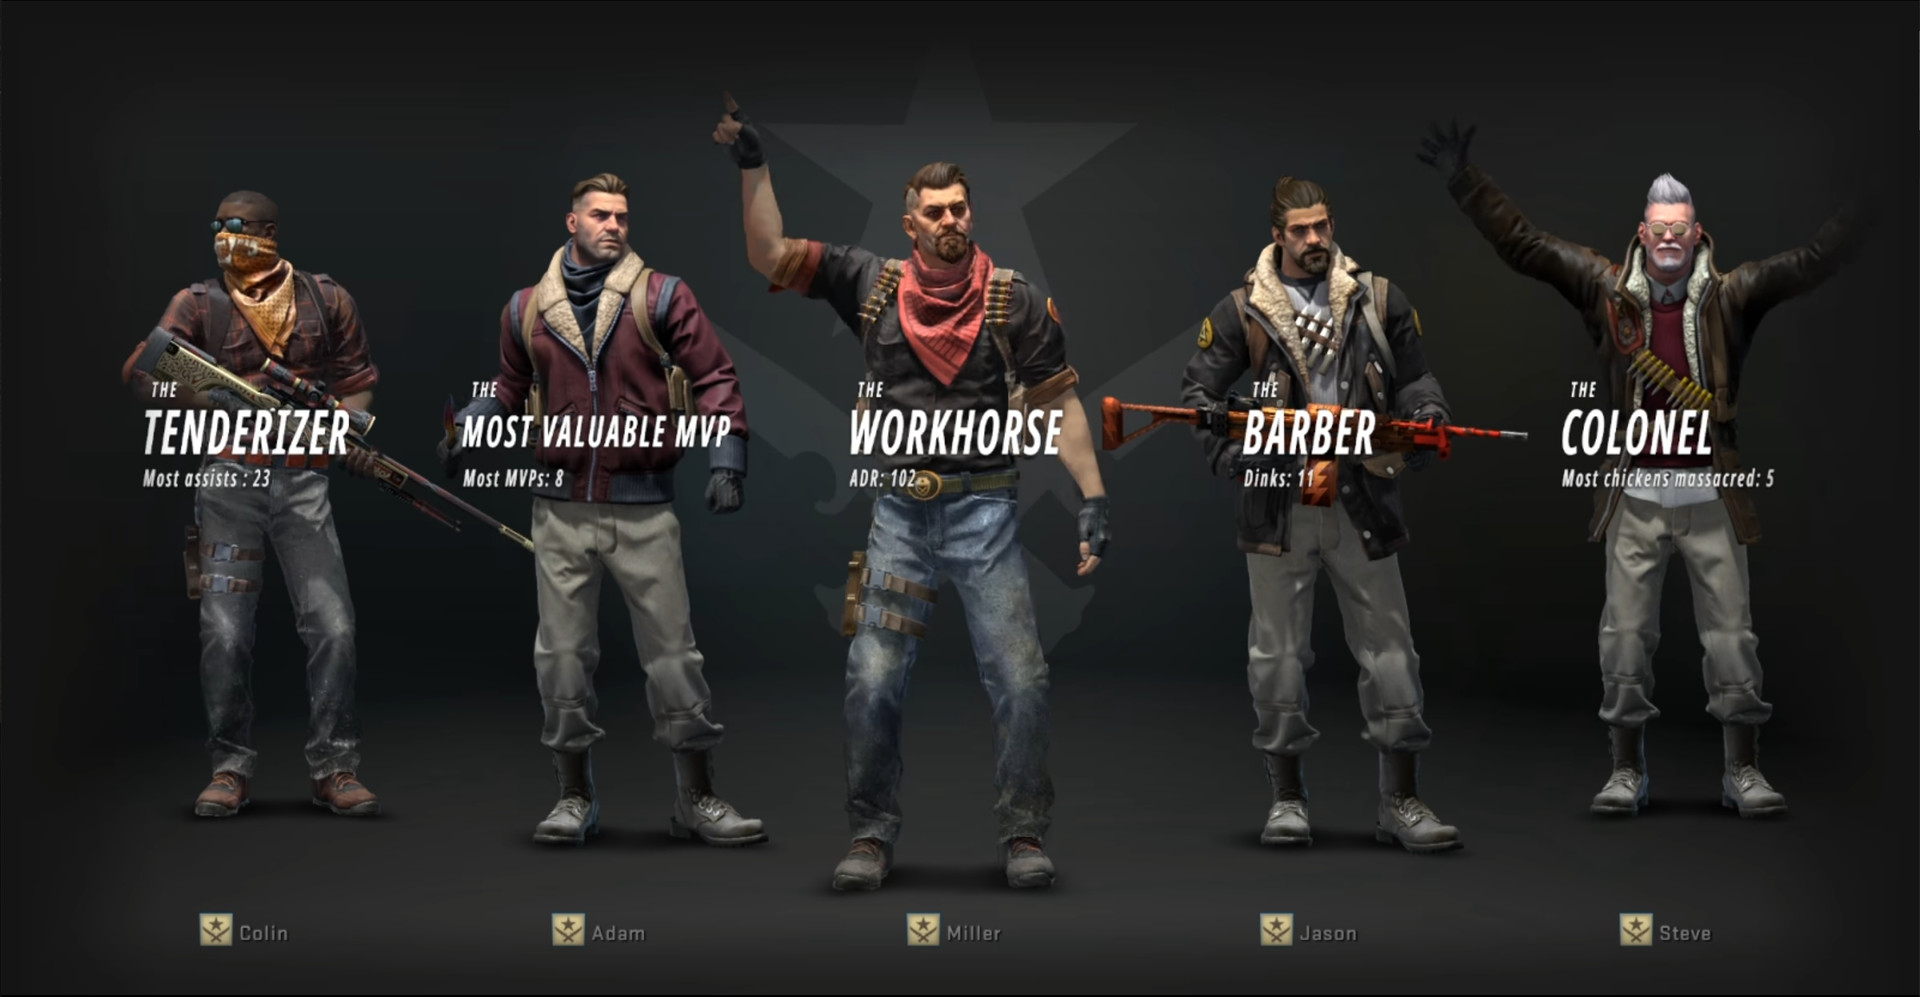 THE
TENDERIZER
Most assists : 23
THE
MOST VALUABLE MVP
Most MVPs: 8
THE
WORKHORSE
ADR: 102
THE
BARBER
Dinks: 11
THE
COLONEL
Most chickens massacred: 5
Colin
Adam
Miller
Jason
Steve